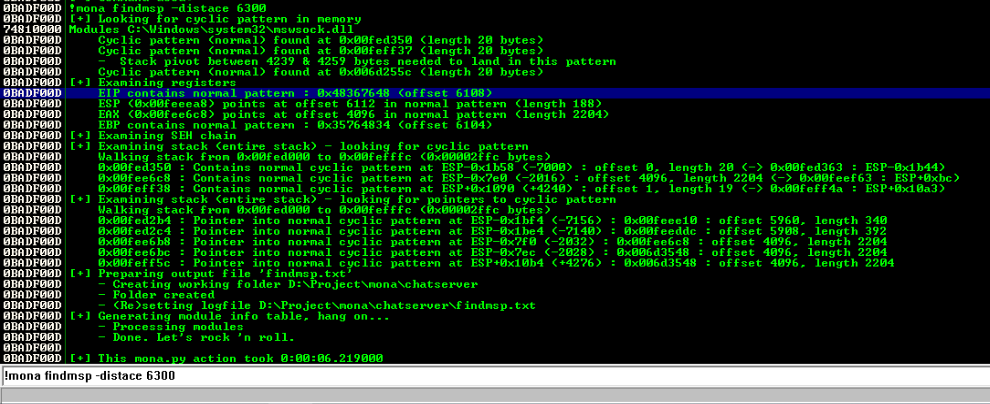 0BADF00D !mona findmsp -distace 6300
0BADF00D [+] Looking for cyclic pattern in memory
74810000 Modules C:\Windows\system32\mswsock.dll
0BADF00D Cyclic pattern (normal) found at 0x00fed350 (length 20 bytes)
0BADF00D Cyclic pattern (normal) found at 0x00feff37 (length 20 bytes)
0BADF00D - Stack pivot between 4239 & 4259 bytes needed to land in this pattern
0BADF00D Cyclic pattern (normal) found at 0x006d255c (length 20 bytes)
0BADF00D [+] Examining registers
0BADF00D EIP contains normal pattern : 0x48367648 (offset 6108)
0BADF00D ESP (0x00feeea8) points at offset 6112 in normal pattern (length 188)
0BADF00D EAX (0x00fee6c8) points at offset 4096 in normal pattern (length 2204)
0BADF00D EBP contains normal pattern : 0x35764834 (offset 6104)
0BADF00D [+] Examining SEH chain
0BADF00D [+] Examining stack (entire stack) - looking for cyclic pattern
0BADF00D Walking stack from 0x00fed000 to 0x00fefffc (0x00002ffc bytes)
0BADF00D 0x00fed350 : Contains normal cyclic pattern at ESP-0x1b58 (-7000) : offset 0, length 20 (-> 0x00fed363 : ESP-0x1b44)
0BADF00D 0x00fee6c8 : Contains normal cyclic pattern at ESP-0x7e0 (-2016) : offset 4096, length 2204 (-> 0x00feef63 : ESP+0xbc)
0BADF00D 0x00feff38 : Contains normal cyclic pattern at ESP+0x1090 (+4240) : offset 1, length 19 (-> 0x00feff4a : ESP+0x10a3)
0BADF00D [+] Examining stack (entire stack) - looking for pointers to cyclic pattern
0BADF00D Walking stack from 0x00fed000 to 0x00fefffc (0x00002ffc bytes)
0BADF00D 0x00fed2b4 : Pointer into normal cyclic pattern at ESP-0x1bf4 (-7156) : 0x00feee10 : offset 5960, length 340
0BADF00D 0x00fed2c4 : Pointer into normal cyclic pattern at ESP-0x1be4 (-7140) : 0x00feeddc : offset 5908, length 392
0BADF00D 0x00fee6b8 : Pointer into normal cyclic pattern at ESP-0x7f0 (-2032) : 0x00fee6c8 : offset 4096, length 2204
0BADF00D 0x00fee6bc : Pointer into normal cyclic pattern at ESP-0x7ec (-2028) : 0x006d3548 : offset 4096, length 2204
0BADF00D 0x00feff5c : Pointer into normal cyclic pattern at ESP+0x10b4 (+4276) : 0x006d3548 : offset 4096, length 2204
0BADF00D [+] Preparing output file 'findmsp.txt'
0BADF00D - Creating working folder D:\Project\mona\chatserver
0BADF00D - Folder created
0BADF00D - (Re)setting logfile D:\Project\mona\chatserver\findmsp.txt
0BADF00D [+] Generating module info table, hang on...
0BADF00D - Processing modules
0BADF00D - Done. Let's rock 'n roll.
0BADF00D
0BADF00D [+] This mona.py action took 0:00:06.219000
!mona findmsp -distace 6300